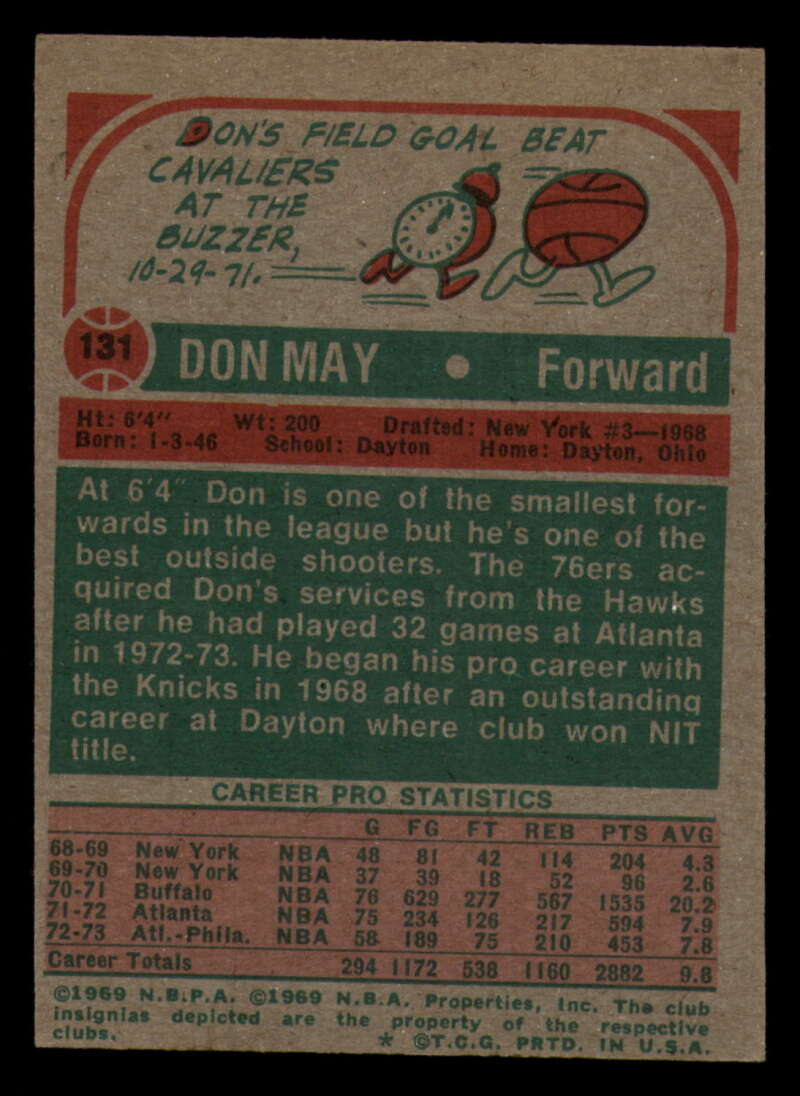 DON'S FIELD GOAL BEAT
CAVALIERS
AT THE
BUZZER,
10-29-71.
131
DON MAY • Forward
Ht: 6'4" Wt: 200 Drafted: New York #3—1968
Born: 1-3-46 School: Dayton Home: Dayton, Ohio
At 6'4" Don is one of the smallest for-
wards in the league but he's one of the
best outside shooters. The 76ers ac-
quired Don's services from the Hawks
after he had played 32 games at Atlanta
in 1972-73. He began his pro career with
the Knicks in 1968 after an outstanding
career at Dayton where club won NIT
title.
CAREER PRO STATISTICS
G FG FT REB PTS AVG
68-69 New York NBA 48 81 42 114 204 4.3
69-70 New York NBA 37 39 18 52 96 2.6
70-71 Buffalo NBA 76 629 277 567 1535 20.2
71-72 Atlanta NBA 75 234 126 217 594 7.9
72-73 Atl.-Phila. NBA 58 189 75 210 453 7.8
Career Totals 294 1172 538 1160 2882 9.8
©1969 N.B.P.A. ©1969 N.B.A. Properties, Inc. The club
insignias depicted are the property of the respective
clubs. * ©T.C.G. PRTD. IN U.S.A.